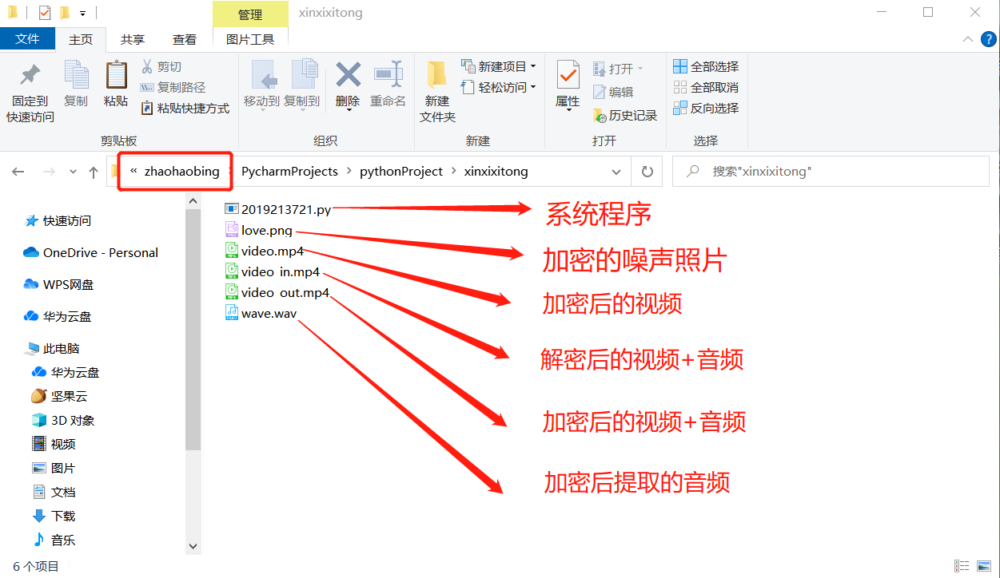 管理
xinxixitong
文件
主页
共享
查看
图片工具
固定到
快速访问
复制
粘贴
剪切
复制路径
粘贴快捷方式
剪贴板
移动到
复制到
删除
重命名
组织
新建
文件夹
新建项目
轻松访问
新建
属性
打开
编辑
历史记录
打开
全部选择
全部取消
反向选择
选择
« zhaohaobing > PycharmProjects > pythonProject > xinxixitong
搜索"xinxixitong"
快速访问
OneDrive - Personal
WPS网盘
华为云盘
此电脑
华为云盘
坚果云
3D 对象
视频
图片
文档
下载
音乐
2019213721.py
系统程序
love.png
加密的噪声照片
video.mp4
加密后的视频
video in.mp4
解密后的视频+音频
video out.mp4
加密后的视频+音频
wave.wav
加密后提取的音频
6 个项目